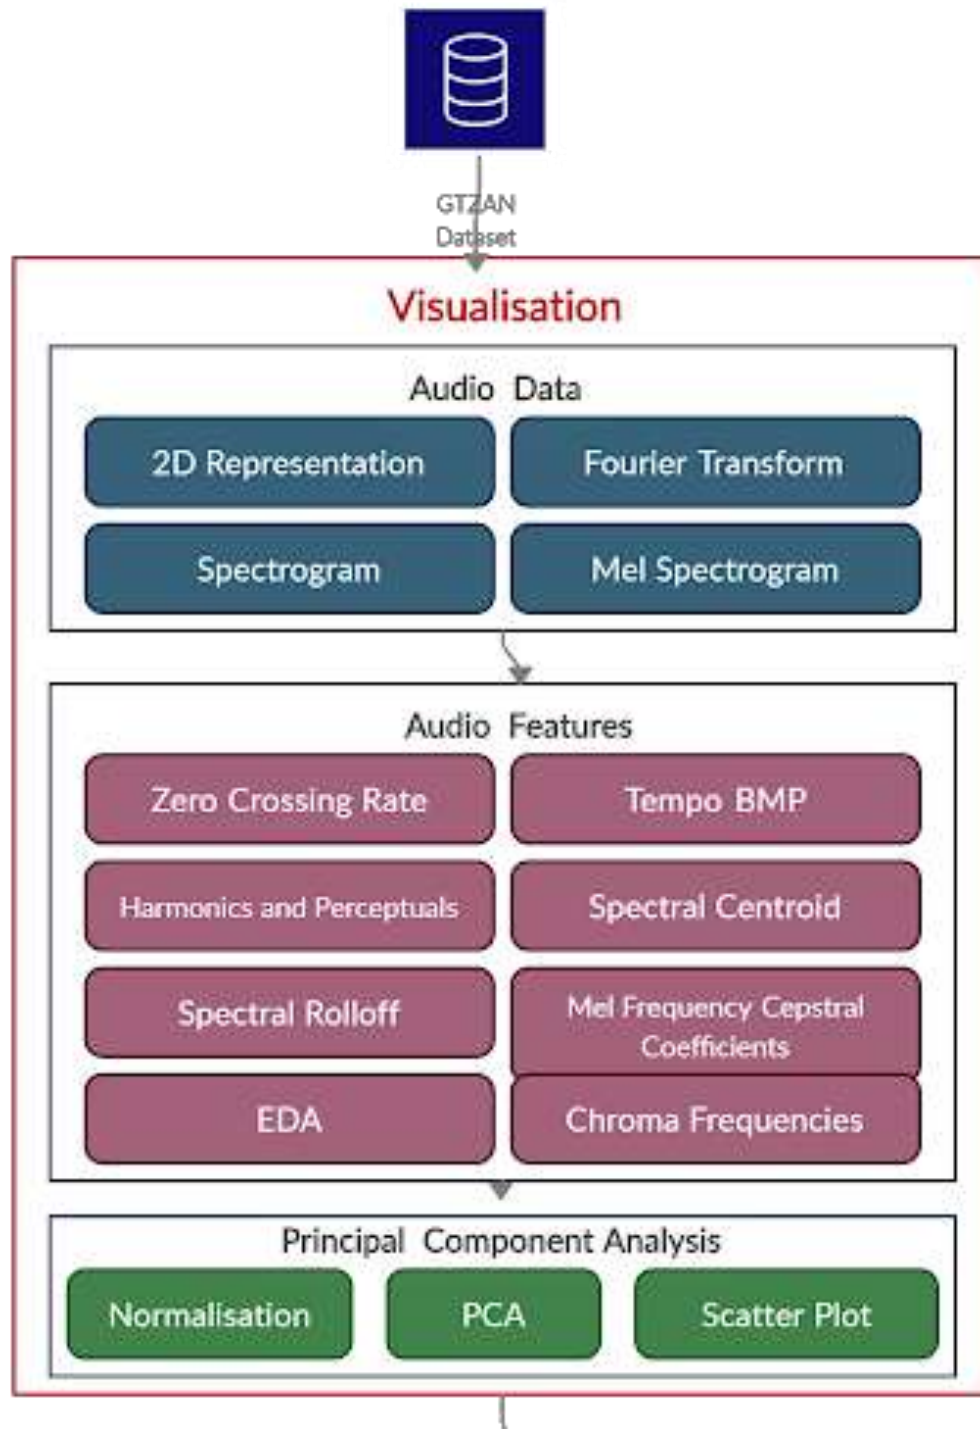 GTZAN
Dataset
Visualisation
Audio Data
2D Representation
Fourier Transform
Spectrogram
Mel Spectrogram
Audio Features
Zero Crossing Rate
Tempo BMP
Harmonics and Perceptuals
Spectral Centroid
Spectral Rolloff
Mel Frequency Cepstral
Coefficients
EDA
Chroma Frequencies
Principal Component Analysis
Normalisation
PCA
Scatter Plot